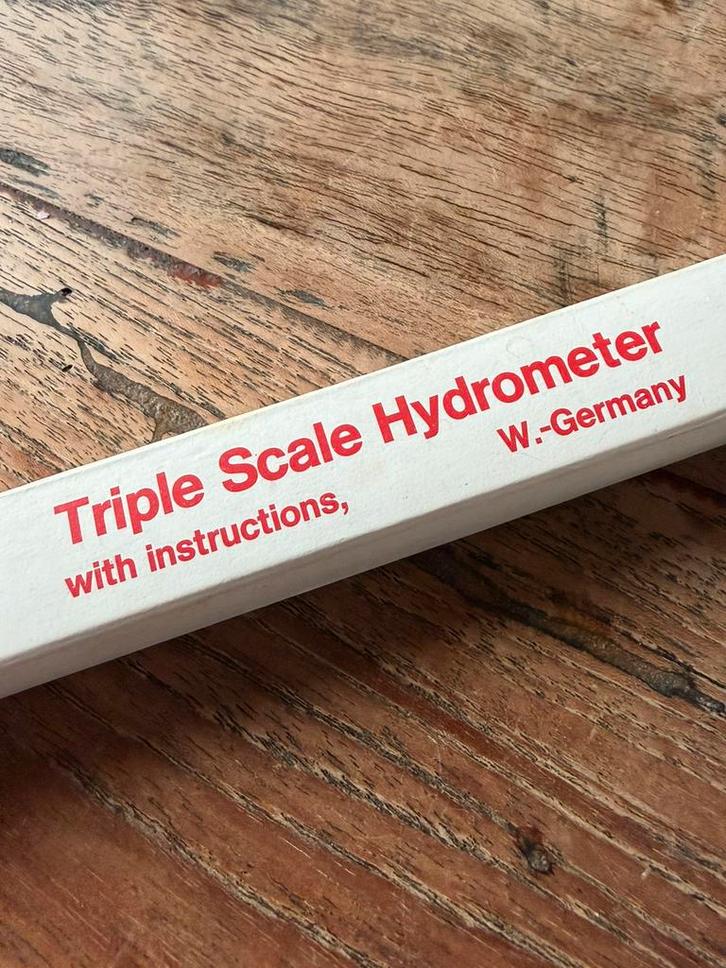 Triple Scale Hydrometer
with instructions,
W.-Germany